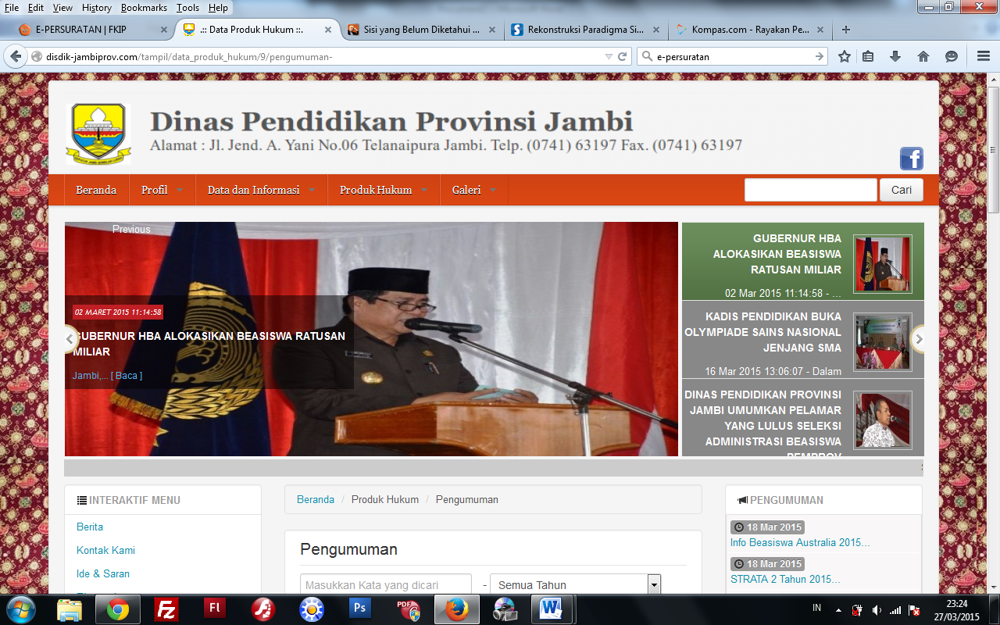 File Edit View History Bookmarks Tools Help
E-PERSURATAN | FKIP
.:: Data Produk Hukum ::.
Sisi yang Belum Diketahui ...
Rekonstruksi Paradigma Si...
Kompas.com - Rayakan Pe...
disdik-jambiprov.com/tampil/data_produk_hukum/9/pengumuman-
e-persuratan
Dinas Pendidikan Provinsi Jambi
Alamat : Jl. Jend. A. Yani No.06 Telanaipura Jambi. Telp. (0741) 63197 Fax. (0741) 63197
f
Beranda Profil Data dan Informasi Produk Hukum Galeri
Cari
Previous
02 MARET 2015 11:14:58
GUBERNUR HBA ALOKASIKAN BEASISWA RATUSAN
MILIAR
Jambi,... [ Baca ]
GUBERNUR HBA
ALOKASIKAN BEASISWA
RATUSAN MILIAR
02 Mar 2015 11:14:58 - ...
KADIS PENDIDIKAN BUKA
OLYMPIADE SAINS NASIONAL
JENJANG SMA
16 Mar 2015 13:06:07 - Dalam
DINAS PENDIDIKAN PROVINSI
JAMBI UMUMKAN PELAMAR
YANG LULUS SELEKSI
ADMINISTRASI BEASISWA
PEMPROV
INTERAKTIF MENU
Berita
Kontak Kami
Ide & Saran
Beranda / Produk Hukum / Pengumuman
Pengumuman
Masukkan Kata yang dicari - Semua Tahun
PENGUMUMAN
18 Mar 2015
Info Beasiswa Australia 2015...
18 Mar 2015
STRATA 2 Tahun 2015...
Fz
Fl
Ps
PDF
W
IN
23:24
27/03/2015